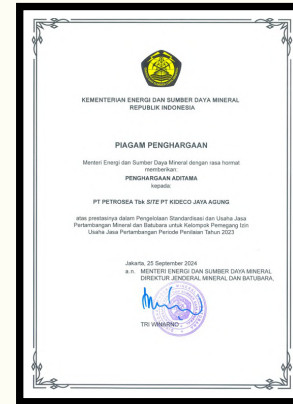 KEMENTERIAN ENERGI DAN SUMBER DAYA MINERAL
REPUBLIK INDONESIA
PIAGAM PENGHARGAAN
Menteri Energi dan Sumber Daya Mineral dengan rasa hormat
memberikan:
PENGHARGAAN ADITAMA
kepada:
PT PETROSEA Tbk SITE PT KIDECO JAYA AGUNG
atas prestasinya dalam Pengelolaan Standardisasi dan Usaha Jasa
Pertambangan Mineral dan Batubara untuk Kelompok Pemegang Izin
Usaha Jasa Pertambangan Periode Penilaian Tahun 2023
Jakarta, 25 September 2024
a.n. MENTERI ENERGI DAN SUMBER DAYA MINERAL
DIREKTUR JENDERAL MINERAL DAN BATUBARA,
TRI WINARNO